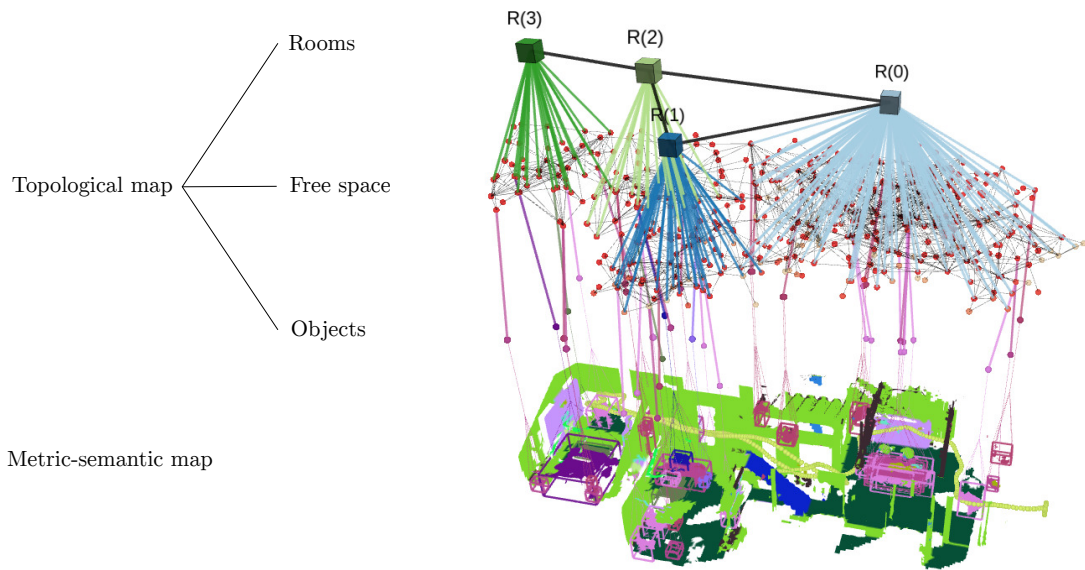 R(3)
R(2)
Rooms
R(0)
R(1)
Topological map
Free space
Objects
Metric-semantic map